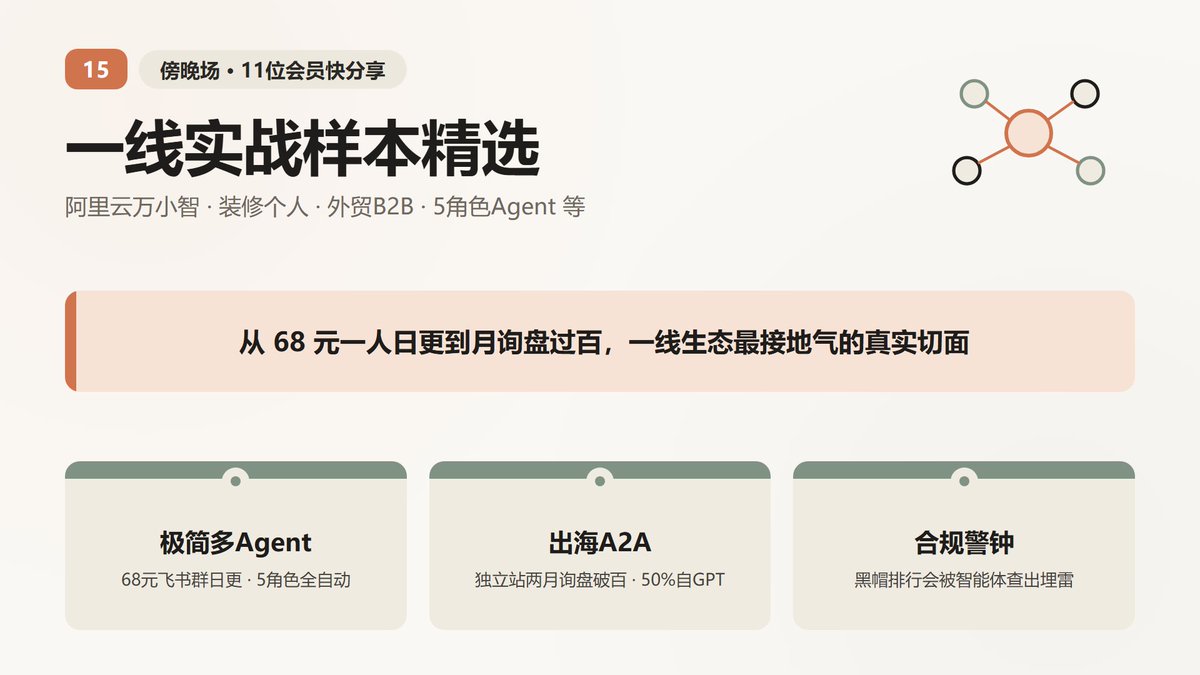 15
傍晚场 • 11位会员快分享
一线实战样本精选
阿里云万小智 · 装修个人 · 外贸B2B · 5角色Agent 等
从 68 元一人日更到月询盘过百，一线生态最接地气的真实切面
极简多Agent
68元飞书群日更 · 5角色全自动
出海A2A
独立站两月询盘破百 · 50%自GPT
合规警钟
黑帽排行会被智能体查出埋雷